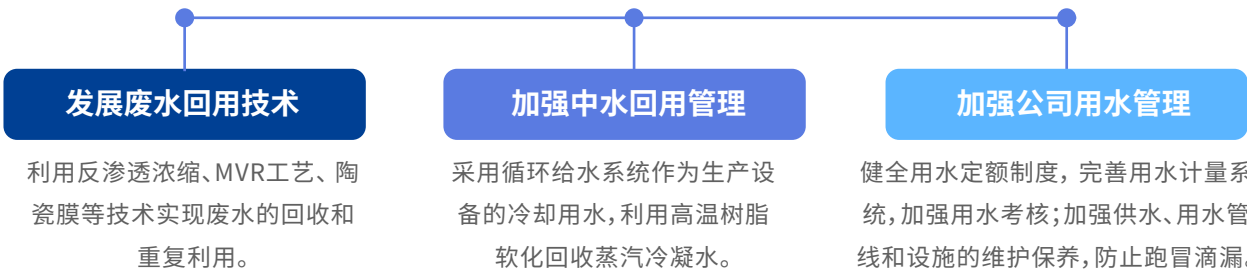 发展废水回用技术
利用反渗透浓缩、MVR工艺、陶
瓷膜等技术实现废水的回收和
重复利用。
加强中水回用管理
采用循环给水系统作为生产设
备的冷却用水,利用高温树脂
软化回收蒸汽冷凝水。
加强公司用水管理
健全用水定额制度,完善用水计量系
统,加强用水考核;加强供水、用水管
线和设施的维护保养,防止跑冒滴漏。